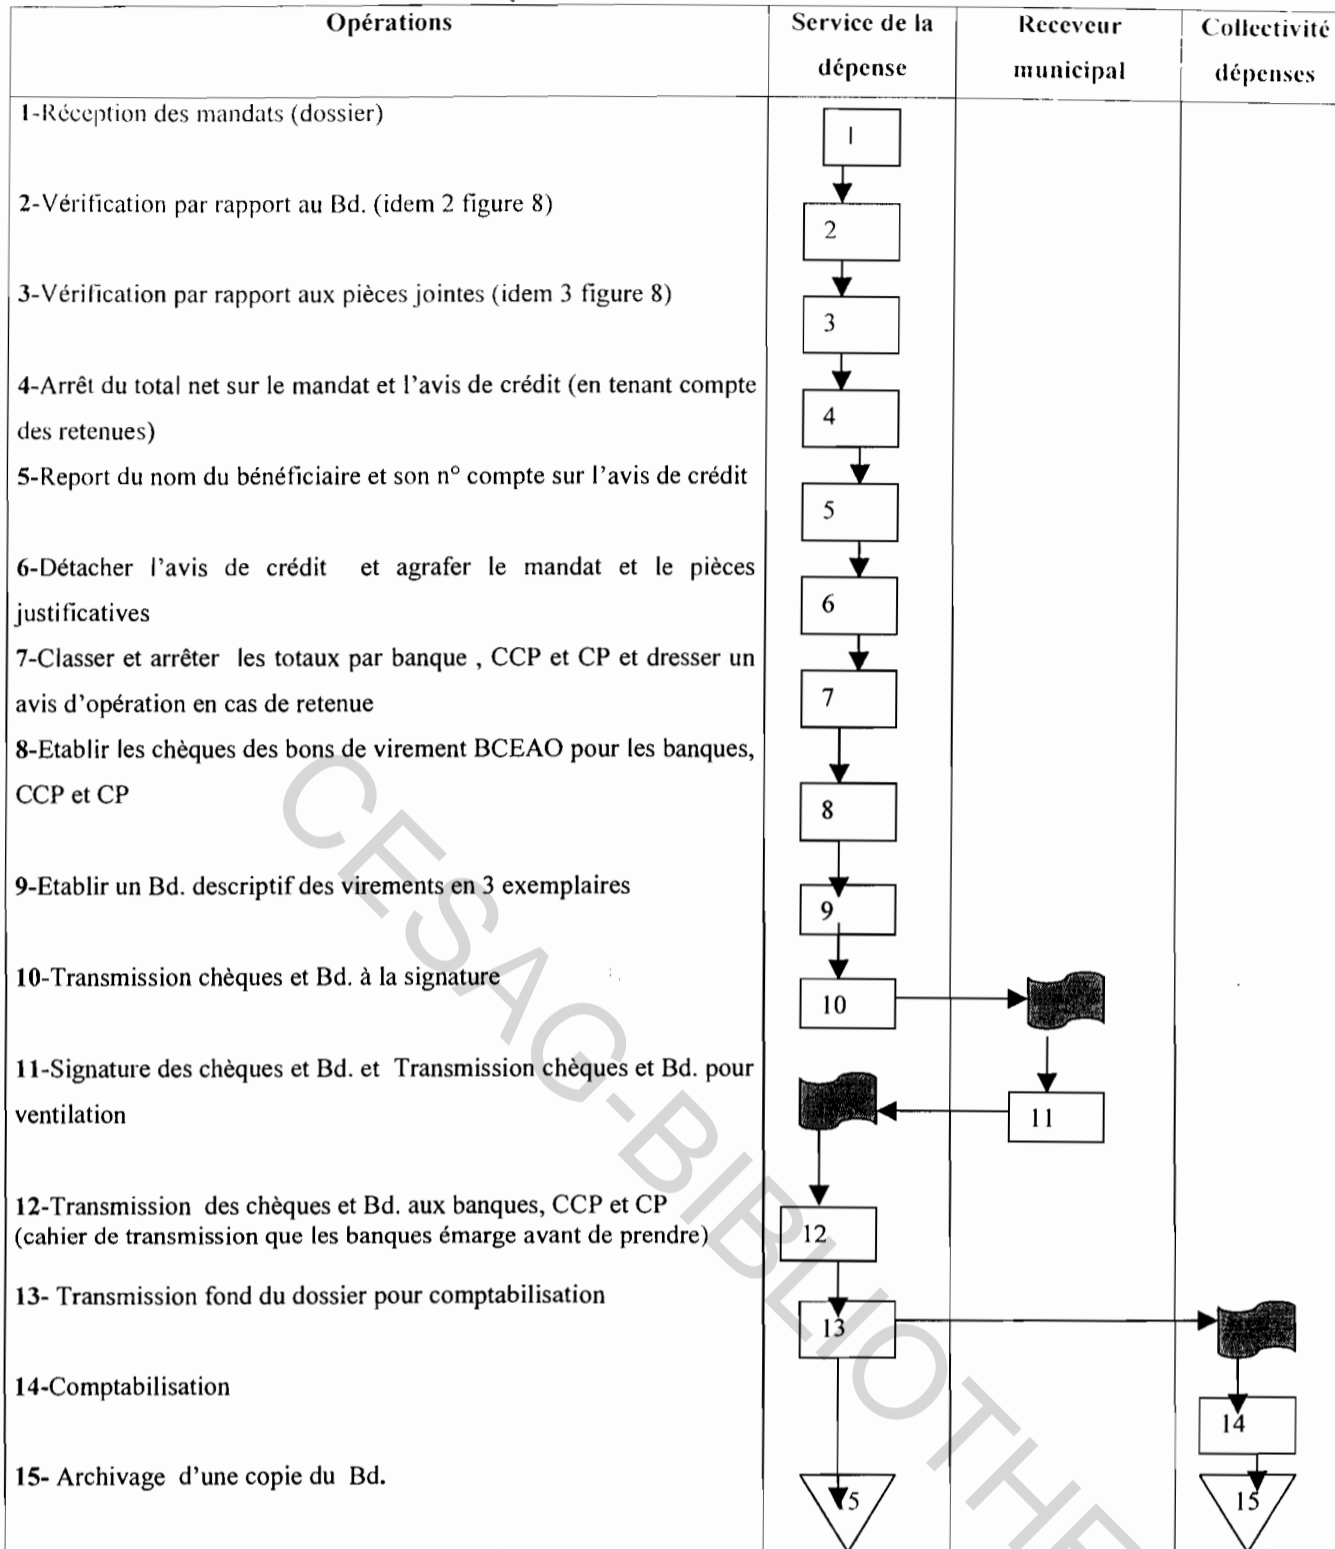 Opérations
Service de la
dépense
Receveur
municipal
Collectivité
dépenses
1-Réception des mandats (dossier)
1
2-Vérification par rapport au Bd. (idem 2 figure 8)
2
3-Vérification par rapport aux pièces jointes (idem 3 figure 8)
3
4-Arrêt du total net sur le mandat et l'avis de crédit (en tenant compte
des retenues)
4
5-Report du nom du bénéficiaire et son n° compte sur l'avis de crédit
5
6-Détacher l'avis de crédit et agrafer le mandat et le pièces
justificatives
6
7-Classer et arrêter les totaux par banque , CCP et CP et dresser un
avis d'opération en cas de retenue
7
8-Etablir les chèques des bons de virement BCEAO pour les banques,
CCP et CP
8
9-Etablir un Bd. descriptif des virements en 3 exemplaires
9
10-Transmission chèques et Bd. à la signature
10
11-Signature des chèques et Bd. et Transmission chèques et Bd. pour
ventilation
11
12-Transmission des chèques et Bd. aux banques, CCP et CP
(cahier de transmission que les banques émarge avant de prendre)
12
13- Transmission fond du dossier pour comptabilisation
13
14-Comptabilisation
14
15- Archivage d'une copie du Bd.
15
15
CESAG-BIBLIOTHE